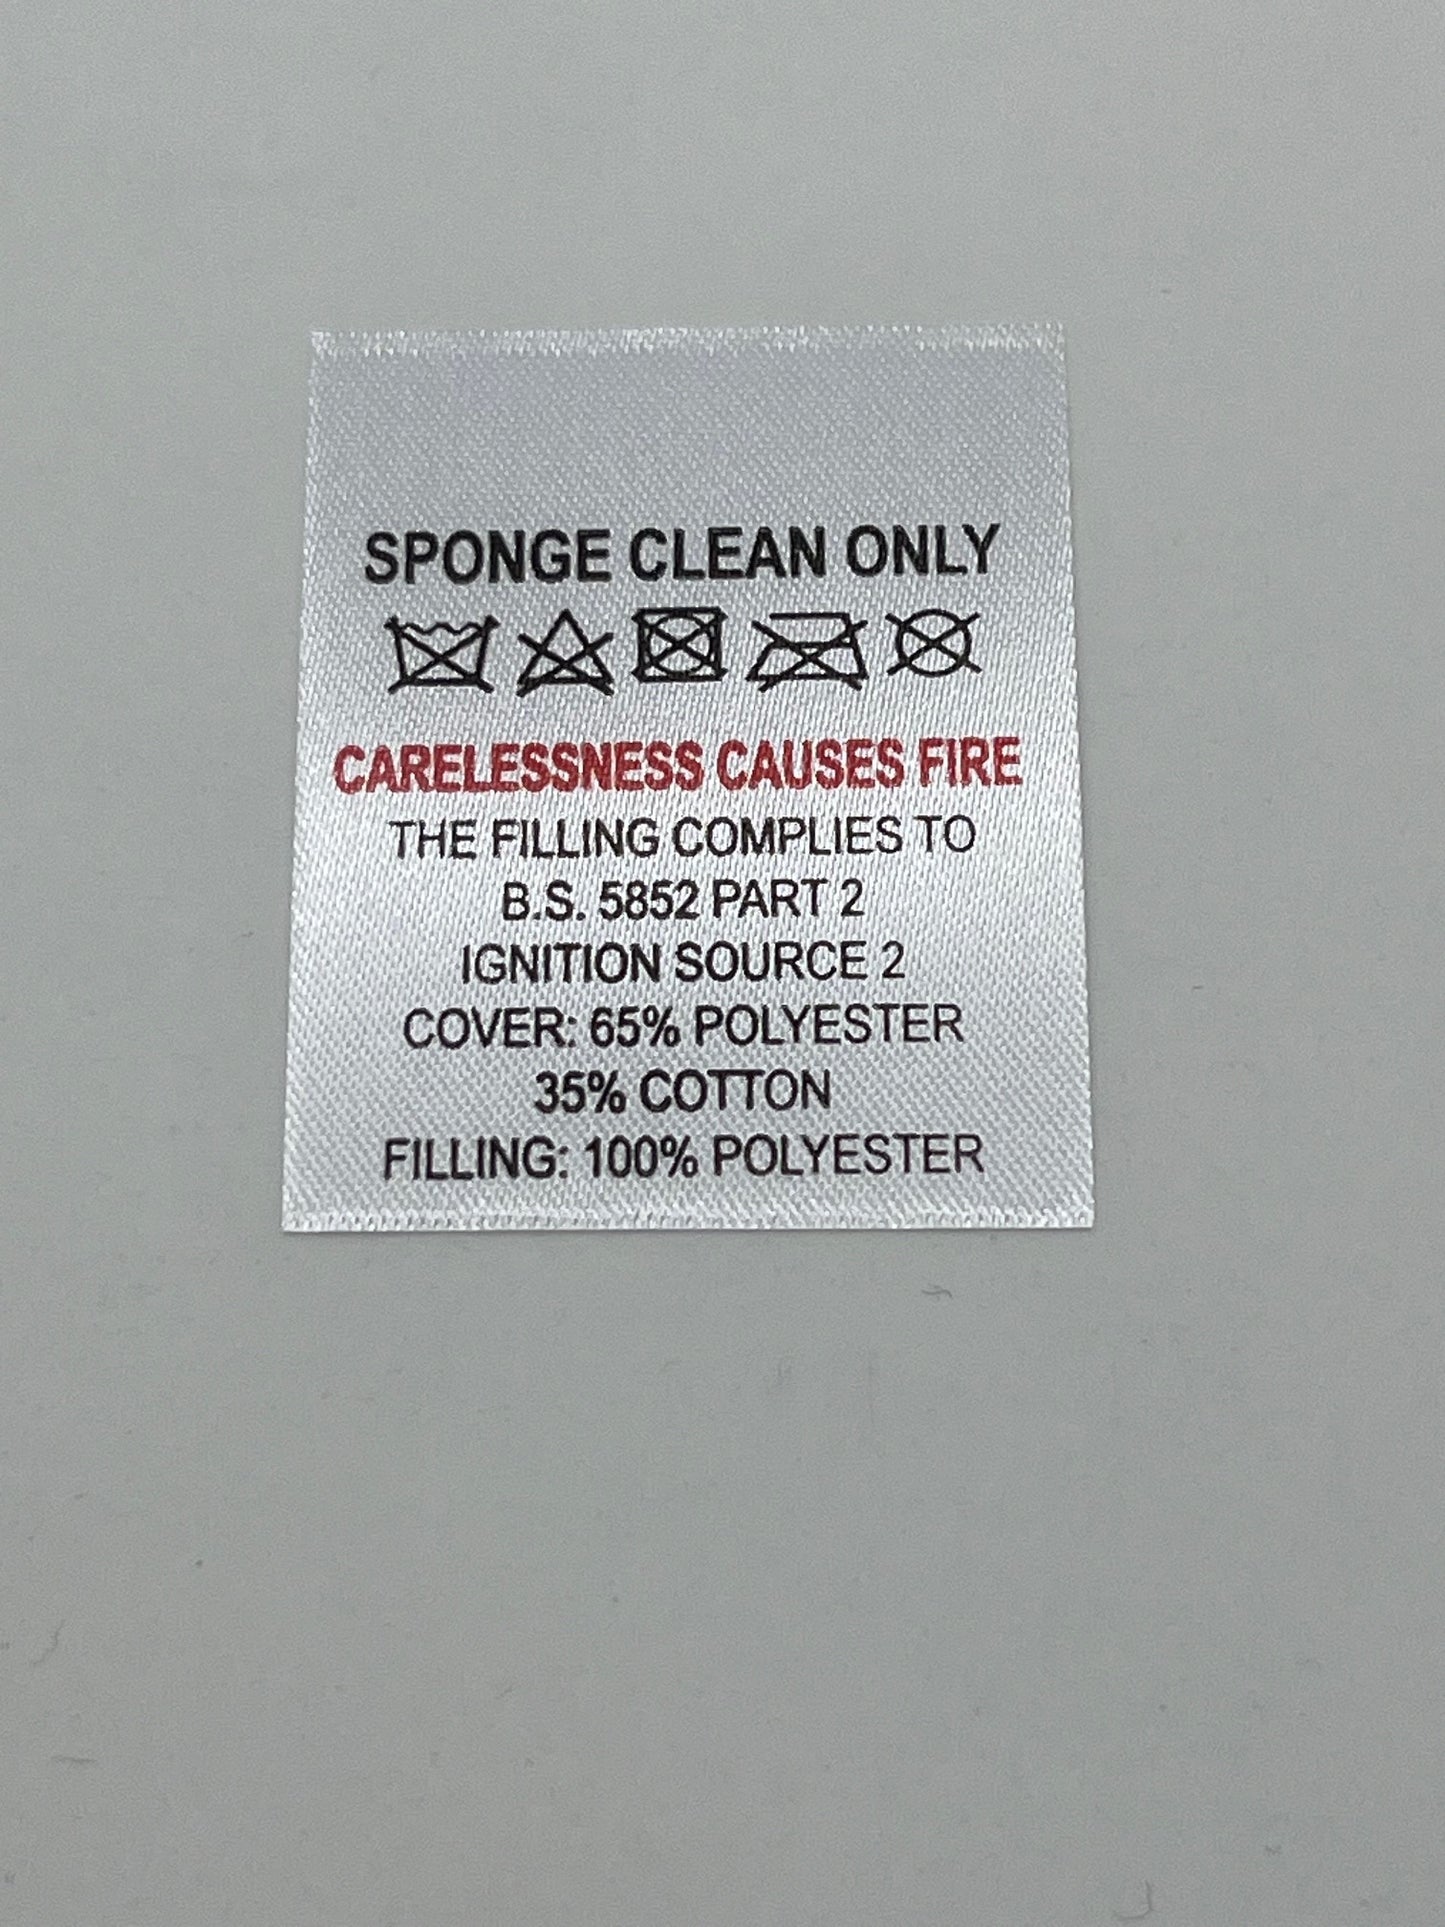 SPONGE CLEAN ONLY
CARELESSNESS CAUSES FIRE
THE FILLING COMPLIES TO
B.S. 5852 PART 2
IGNITION SOURCE 2
COVER: 65% POLYESTER
35% COTTON
FILLING: 100% POLYESTER